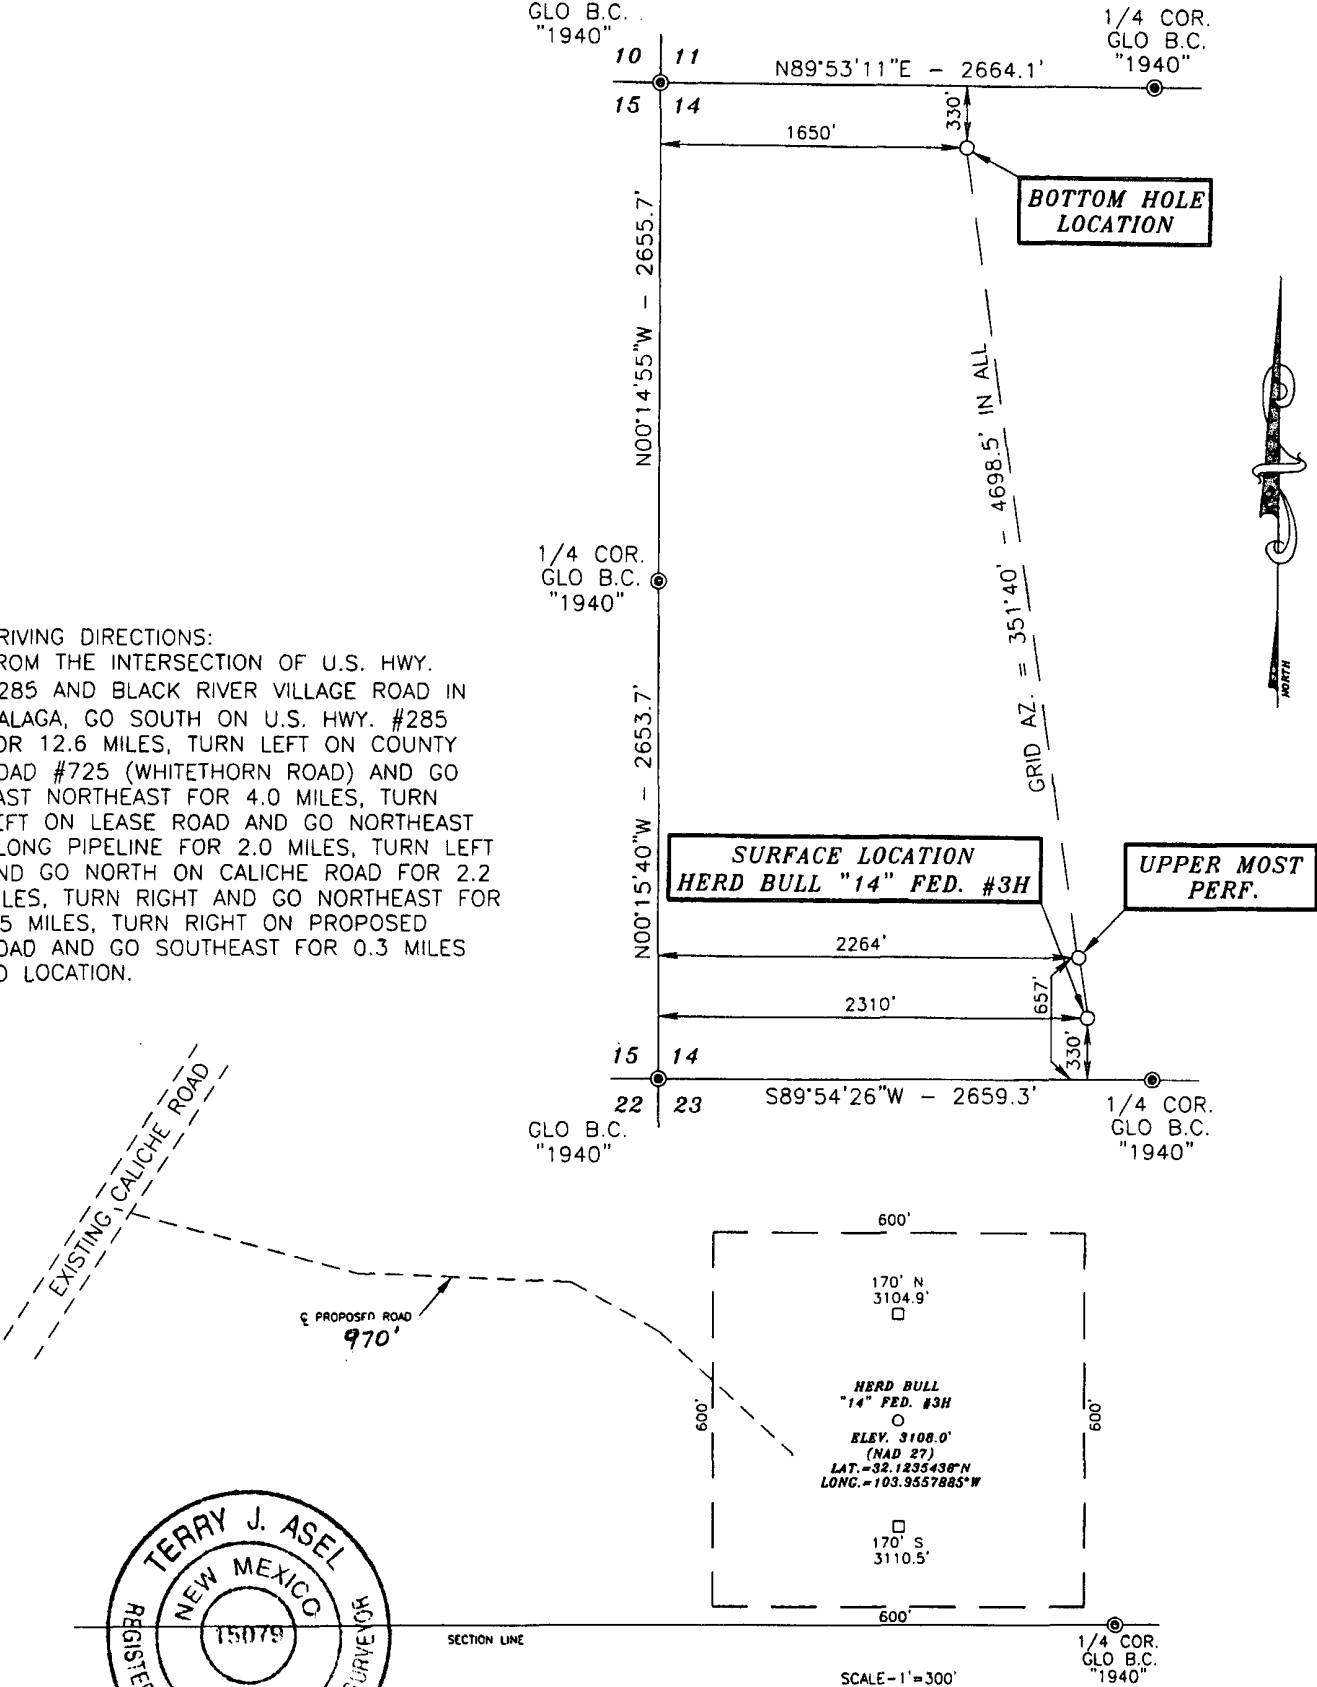 GLO B.C.
"1940"
1/4 COR.
GLO B.C.
"1940"
10 11
15 14
N89°53'11"E - 2664.1'
330'
1650'
BOTTOM HOLE
LOCATION
N00°14'55"W - 2655.7'
GRID AZ. = 351°40' - 4698.5' IN ALL
NORTH
1/4 COR.
GLO B.C.
"1940"
RIVING DIRECTIONS:
ROM THE INTERSECTION OF U.S. HWY.
285 AND BLACK RIVER VILLAGE ROAD IN
ALAGA, GO SOUTH ON U.S. HWY. #285
OR 12.6 MILES, TURN LEFT ON COUNTY
OAD #725 (WHITETHORN ROAD) AND GO
AST NORTHEAST FOR 4.0 MILES, TURN
EFT ON LEASE ROAD AND GO NORTHEAST
LONG PIPELINE FOR 2.0 MILES, TURN LEFT
ND GO NORTH ON CALICHE ROAD FOR 2.2
LES, TURN RIGHT AND GO NORTHEAST FOR
5 MILES, TURN RIGHT ON PROPOSED
OAD AND GO SOUTHEAST FOR 0.3 MILES
O LOCATION.
N00°15'40"W - 2653.7'
SURFACE LOCATION
HERD BULL "14" FED. #3H
UPPER MOST
PERF.
2264'
657'
2310'
330'
15 14
22 23
S89°54'26"W - 2659.3'
GLO B.C.
"1940"
1/4 COR.
GLO B.C.
"1940"
EXISTING CALICHE ROAD
℄ PROPOSED ROAD
970'
600'
170' N
3104.9'
600'
600'
HERD BULL
"14" FED. #3H
ELEV. 3108.0'
(NAD 27)
LAT.=32.1235436°N
LONG.=103.9557885°W
170' S
3110.5'
600'
TERRY J. ASEL
NEW MEXICO
15079
REGISTE
SURVEYOR
SECTION LINE
1/4 COR.
GLO B.C.
"1940"
SCALE-1"=300'